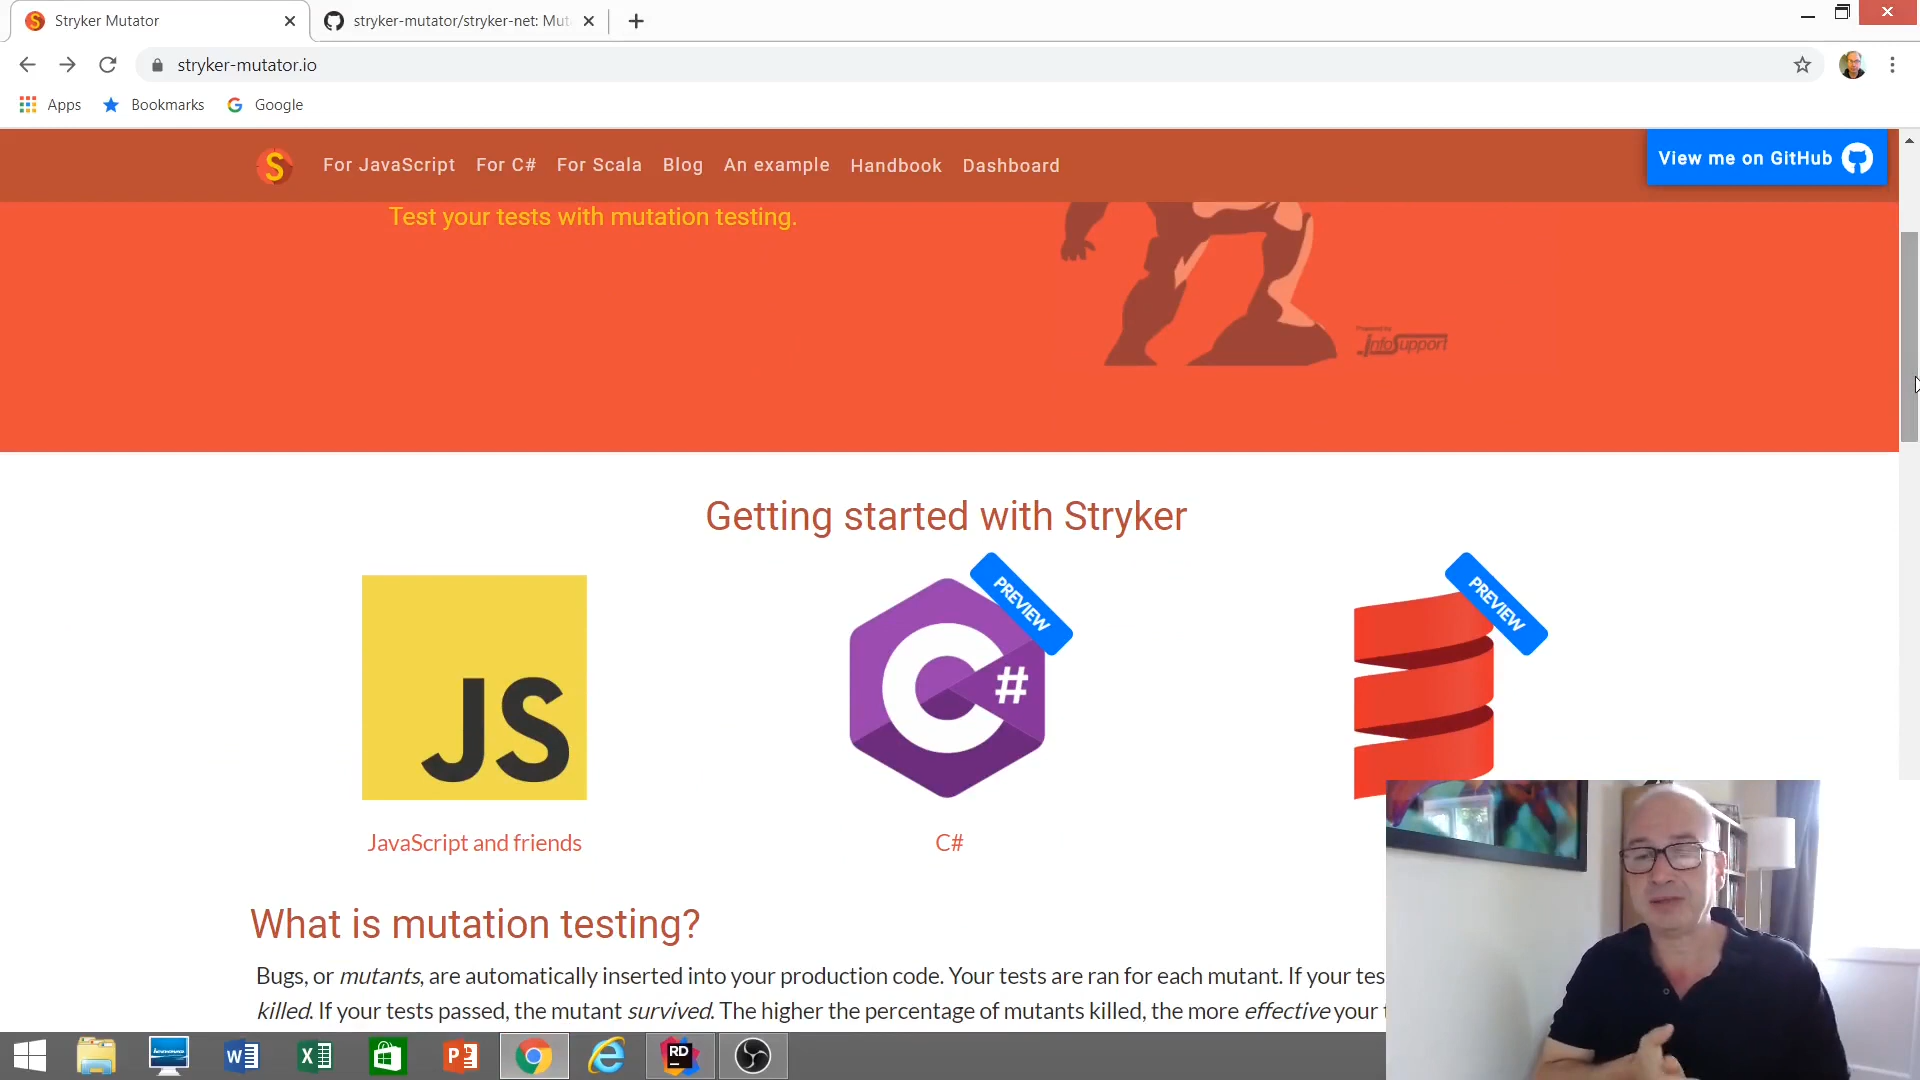 Stryker Mutator
stryker-mutator/stryker-net: Mut
stryker-mutator.io
Apps
Bookmarks
Google
S
For JavaScript
For C#
For Scala
Blog
An example
Handbook
Dashboard
View me on GitHub
Test your tests with mutation testing.
Powered by
InfoSupport
Getting started with Stryker
JS
C#
PREVIEW
PREVIEW
JavaScript and friends
C#
What is mutation testing?
Bugs, or mutants, are automatically inserted into your production code. Your tests are ran for each mutant. If your tes
killed. If your tests passed, the mutant survived. The higher the percentage of mutants killed, the more effective your
RD